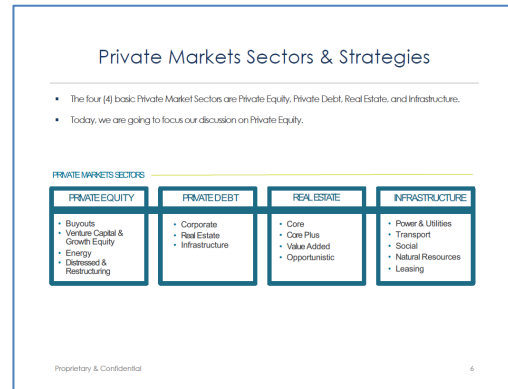 Private Markets Sectors & Strategies
▪ The four (4) basic Private Market Sectors are Private Equity, Private Debt, Real Estate, and Infrastructure.
▪ Today, we are going to focus our discussion on Private Equity.
PRIVATE MARKETS SECTORS
PRIVATE EQUITY
• Buyouts
• Venture Capital &
Growth Equity
• Energy
• Distressed &
Restructuring
PRIVATE DEBT
• Corporate
• Real Estate
• Infrastructure
REAL ESTATE
• Core
• Core Plus
• Value Added
• Opportunistic
INFRASTRUCTURE
• Power & Utilities
• Transport
• Social
• Natural Resources
• Leasing
Proprietary & Confidential
6